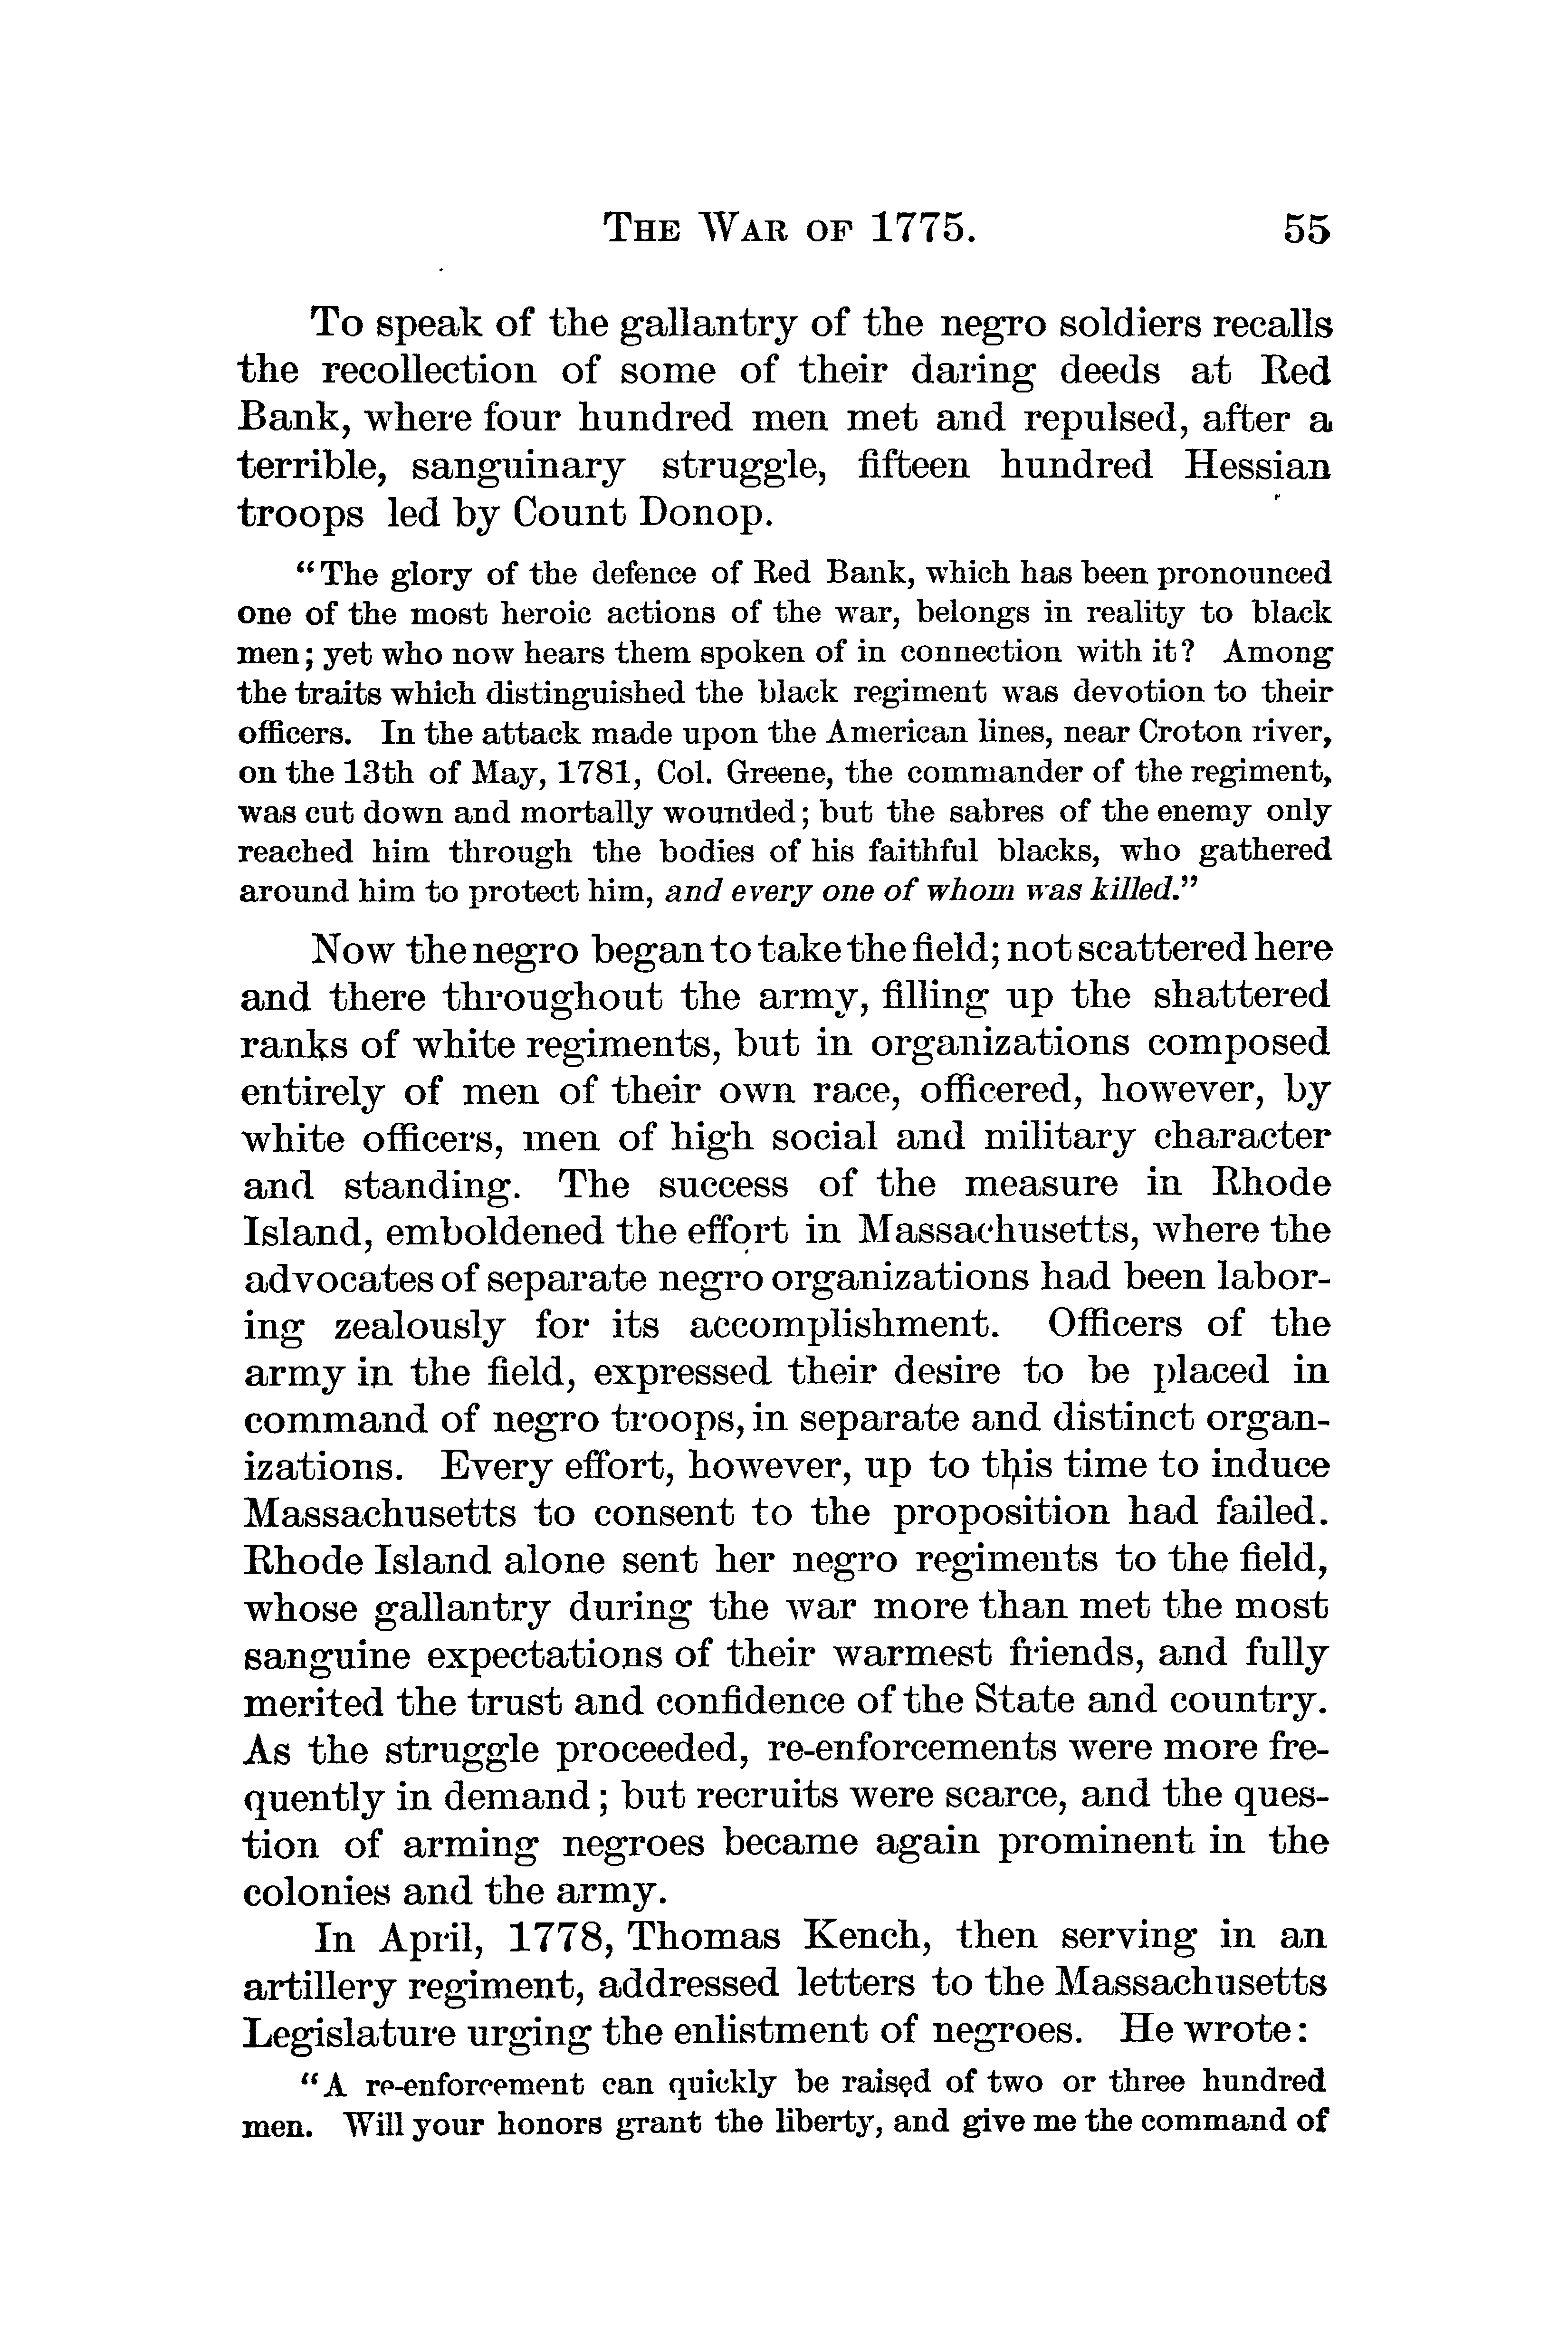 THE WAR OF 1775. 55
To speak of the gallantry of the negro soldiers recalls
the recollection of some of their daring deeds at Red
Bank, where four hundred men met and repulsed, after a
terrible, sanguinary struggle, fifteen hundred Hessian
troops led by Count Donop.
“The glory of the defence of Red Bank, which has been pronounced
one of the most heroic actions of the war, belongs in reality to black
men; yet who now hears them spoken of in connection with it? Among
the traits which distinguished the black regiment was devotion to their
officers. In the attack made upon the American lines, near Croton river,
on the 13th of May, 1781, Col. Greene, the commander of the regiment,
was cut down and mortally wounded; but the sabres of the enemy only
reached him through the bodies of his faithful blacks, who gathered
around him to protect him, and every one of whom was killed.”
Now the negro began to take the field; not scattered here
and there throughout the army, filling up the shattered
ranks of white regiments, but in organizations composed
entirely of men of their own race, officered, however, by
white officers, men of high social and military character
and standing. The success of the measure in Rhode
Island, emboldened the effort in Massachusetts, where the
advocates of separate negro organizations had been labor-
ing zealously for its accomplishment. Officers of the
army in the field, expressed their desire to be placed in
command of negro troops, in separate and distinct organ-
izations. Every effort, however, up to this time to induce
Massachusetts to consent to the proposition had failed.
Rhode Island alone sent her negro regiments to the field,
whose gallantry during the war more than met the most
sanguine expectations of their warmest friends, and fully
merited the trust and confidence of the State and country.
As the struggle proceeded, re-enforcements were more fre-
quently in demand; but recruits were scarce, and the ques-
tion of arming negroes became again prominent in the
colonies and the army.
In April, 1778, Thomas Kench, then serving in an
artillery regiment, addressed letters to the Massachusetts
Legislature urging the enlistment of negroes. He wrote:
“A re-enforcement can quickly be raised of two or three hundred
men. Will your honors grant the liberty, and give me the command of